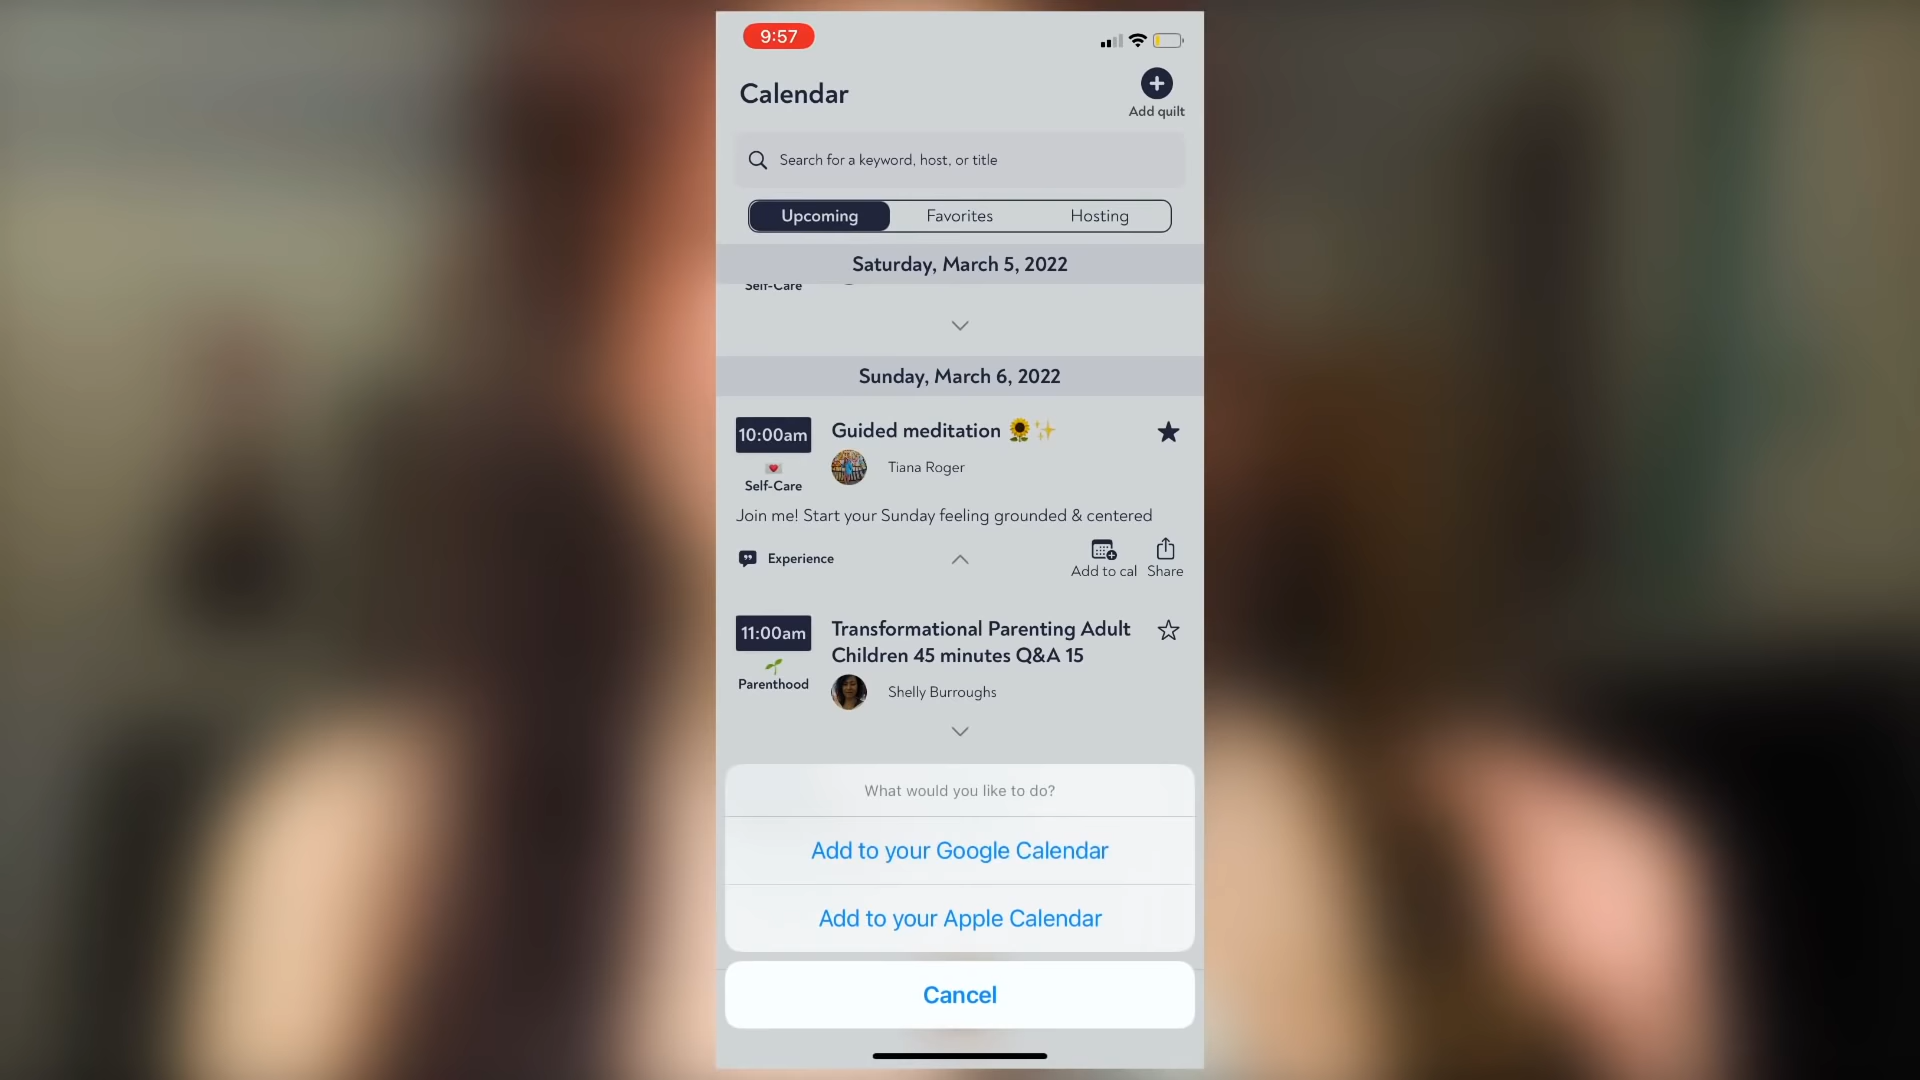 9:57
Calendar
Add quilt
Search for a keyword, host, or title
Upcoming Favorites Hosting
Saturday, March 5, 2022
Self-Care
Sunday, March 6, 2022
10:00am
Guided meditation 🌻✨
Tiana Roger
Self-Care
Join me! Start your Sunday feeling grounded & centered
Experience
Add to cal Share
11:00am
Transformational Parenting Adult
Children 45 minutes Q&A 15
Parenthood
Shelly Burroughs
What would you like to do?
Add to your Google Calendar
Add to your Apple Calendar
Cancel